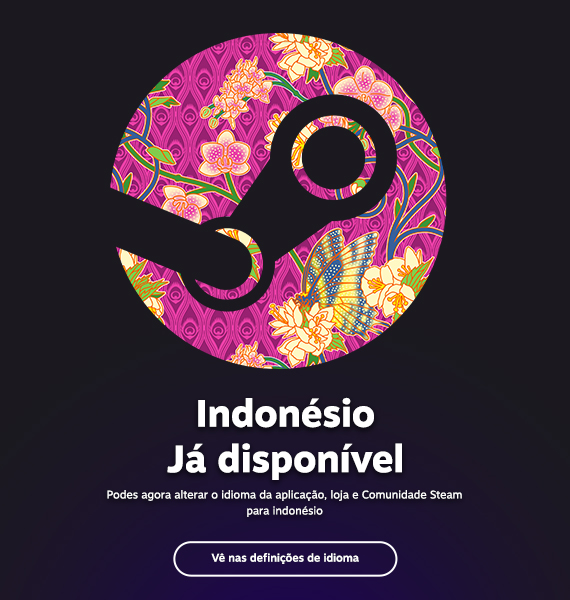 Indonésio
Já disponível
Podes agora alterar o idioma da aplicação, loja e Comunidade Steam
para indonésio
Vê nas definições de idioma